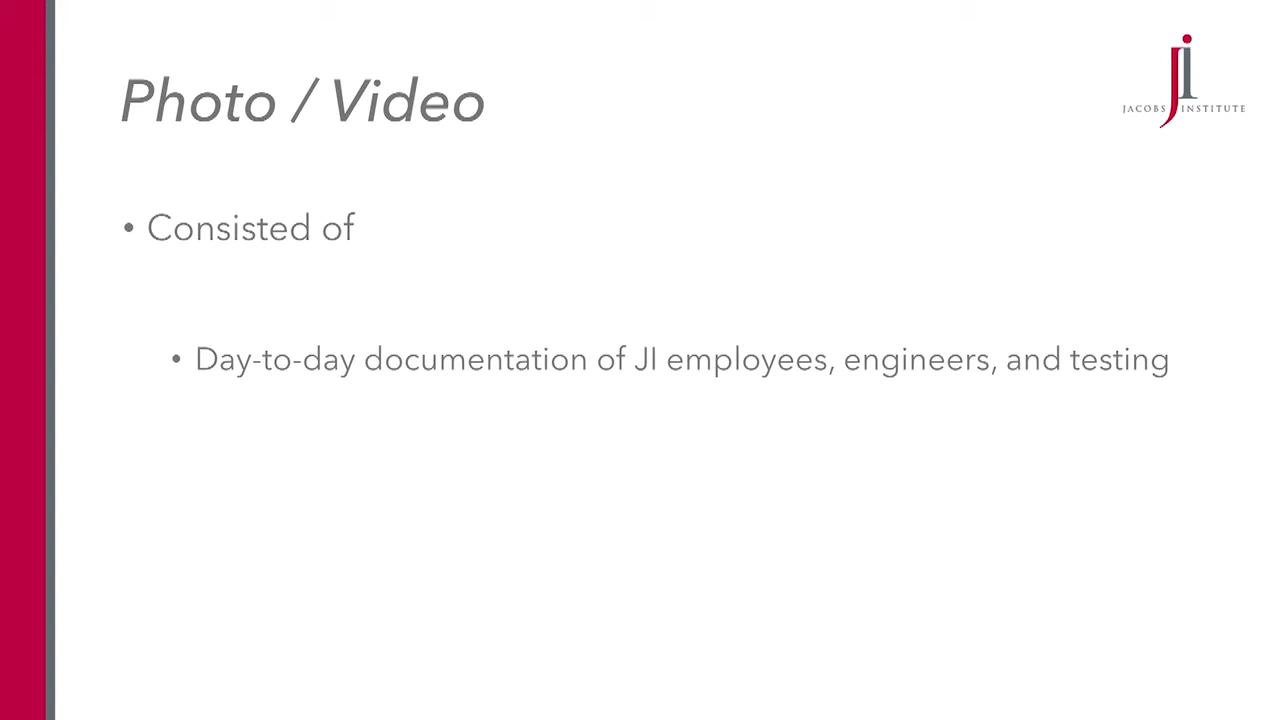 Photo / Video
JACOBS INSTITUTE
• Consisted of
• Day-to-day documentation of JI employees, engineers, and testing